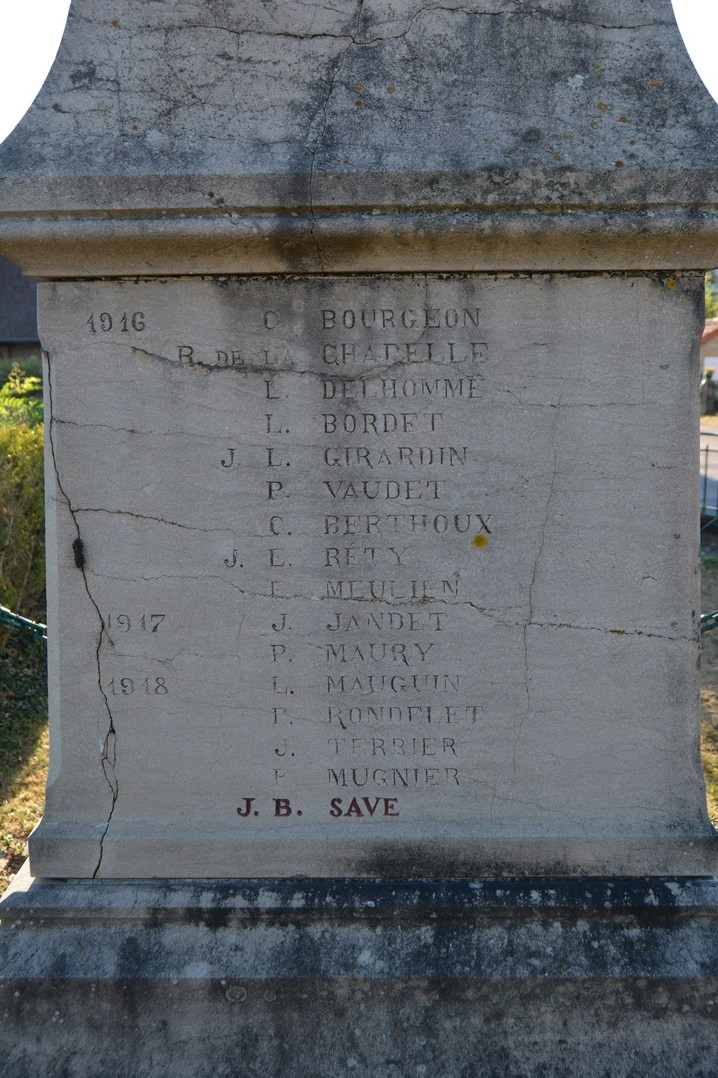 1916 C. BOURGEON
R. DE LA CHAPELLE
L. DELHOMME
L. BORDET
J. L. GIRARDIN
P. VAUDET
C. BERTHOUX
J. E. RÉTY
MEULIEN
1917 J. JANDET
P. MAURY
1918 L. MAUGUIN
P. RONDELET
J. TERRIER
P. MUGNIER
J. B. SAVE